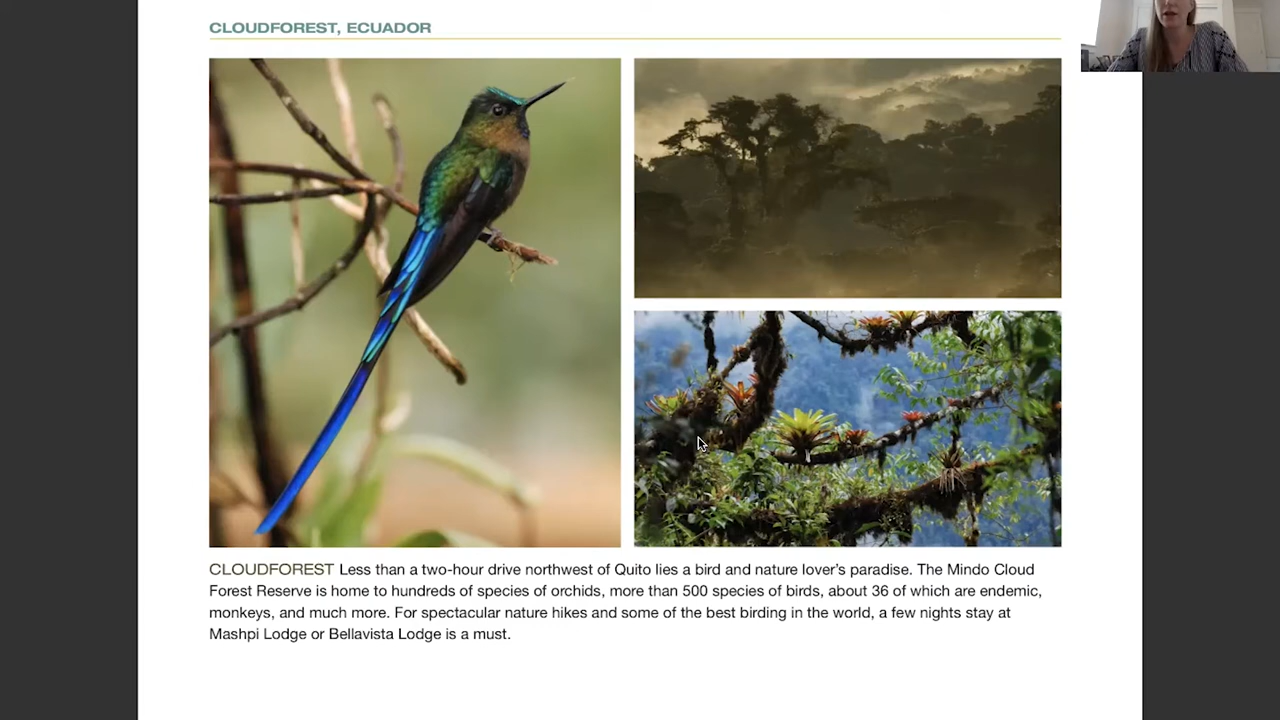 CLOUDFOREST, ECUADOR
CLOUDFOREST Less than a two-hour drive northwest of Quito lies a bird and nature lover's paradise. The Mindo Cloud
Forest Reserve is home to hundreds of species of orchids, more than 500 species of birds, about 36 of which are endemic,
monkeys, and much more. For spectacular nature hikes and some of the best birding in the world, a few nights stay at
Mashpi Lodge or Bellavista Lodge is a must.